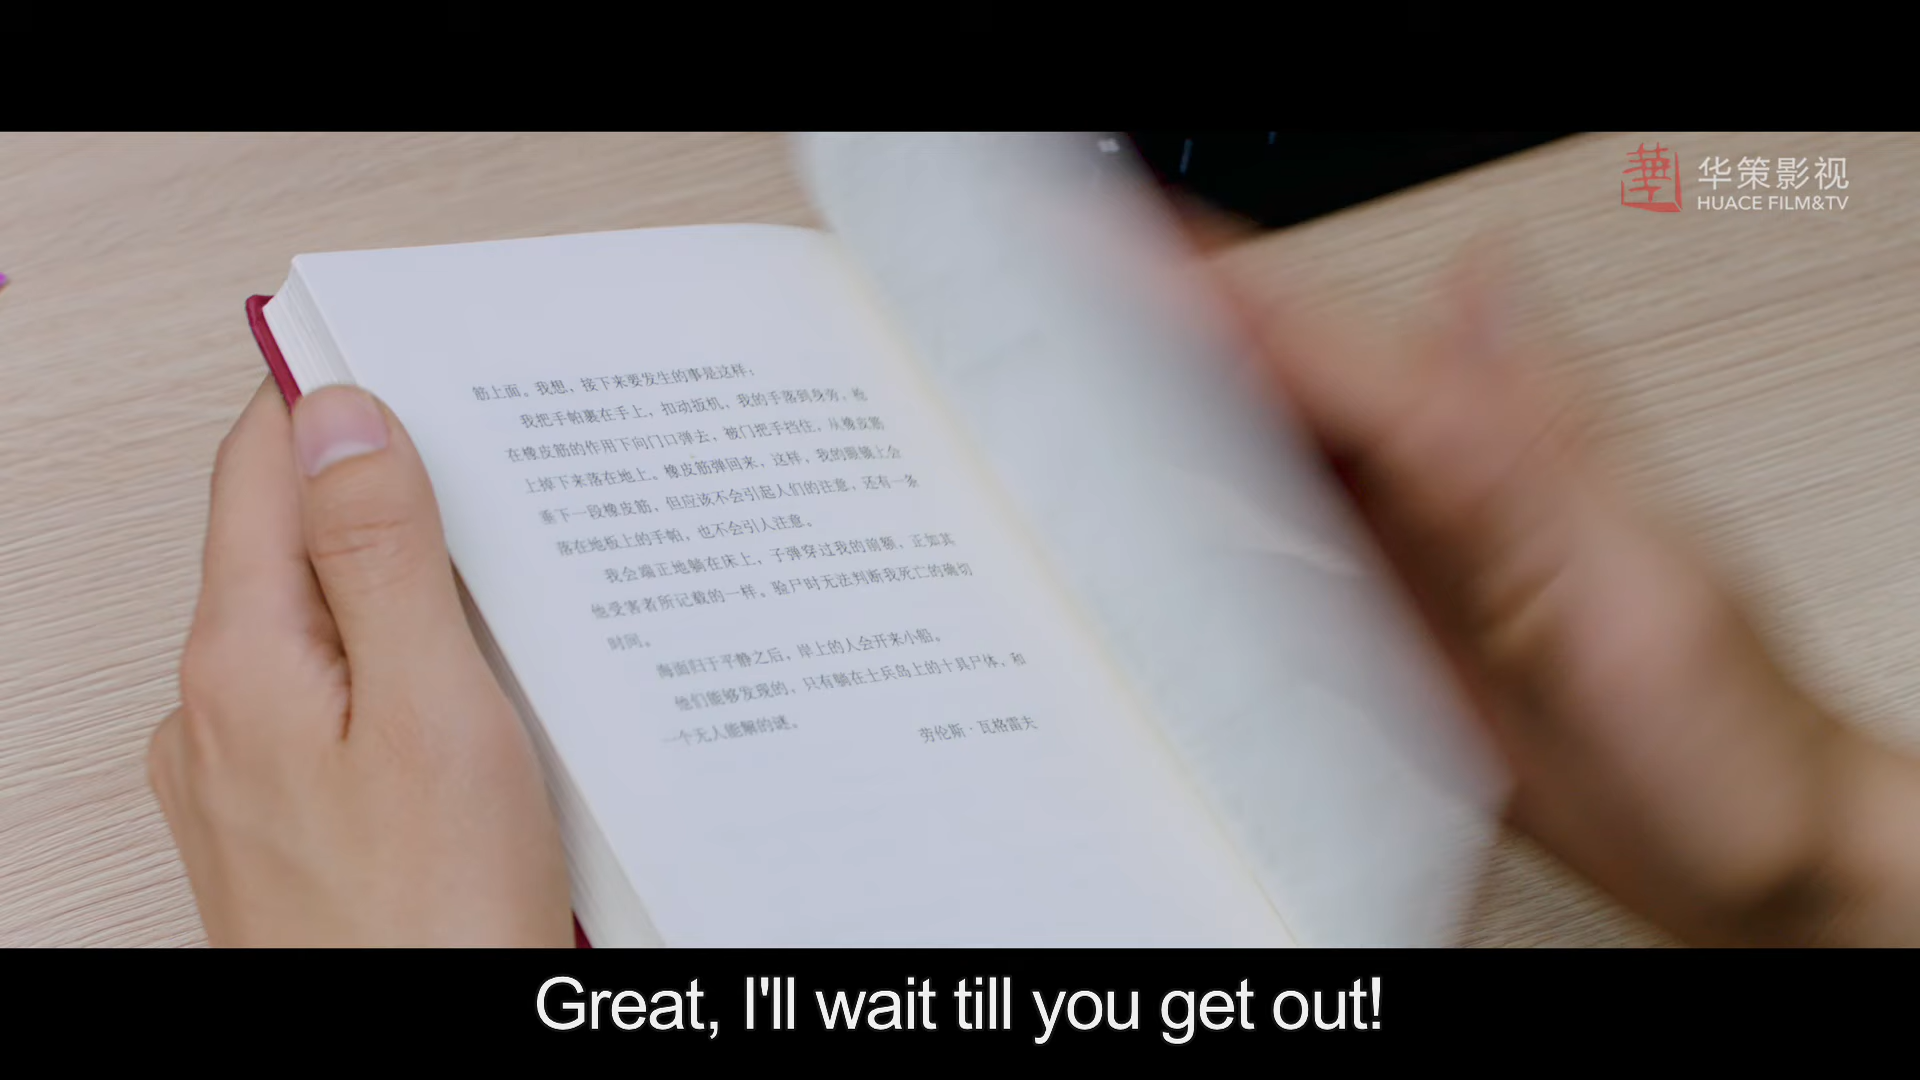 华策影视
HUACE FILM&TV
筋上面。我想，接下来要发生的事是这样：
我把手帕裹在手上，扣动扳机，我的手落到身旁，枪
在橡皮筋的作用下向门口弹去，被门把手挡住，从橡皮筋
上掉下来落在地上。橡皮筋弹回来，这样，我的眼镜上会
垂下一段橡皮筋，但应该不会引起人们的注意，还有一条
落在地板上的手帕，也不会引人注意。
我会端正地躺在床上，子弹穿过我的前额，正如其
他受害者所记载的一样。验尸时无法判断我死亡的确切
时间。
海面归于平静之后，岸上的人会开来小船。
他们能够发现的，只有躺在士兵岛上的十具尸体，和
一个无人能解的谜。
劳伦斯·瓦格雷夫
Great, I'll wait till you get out!